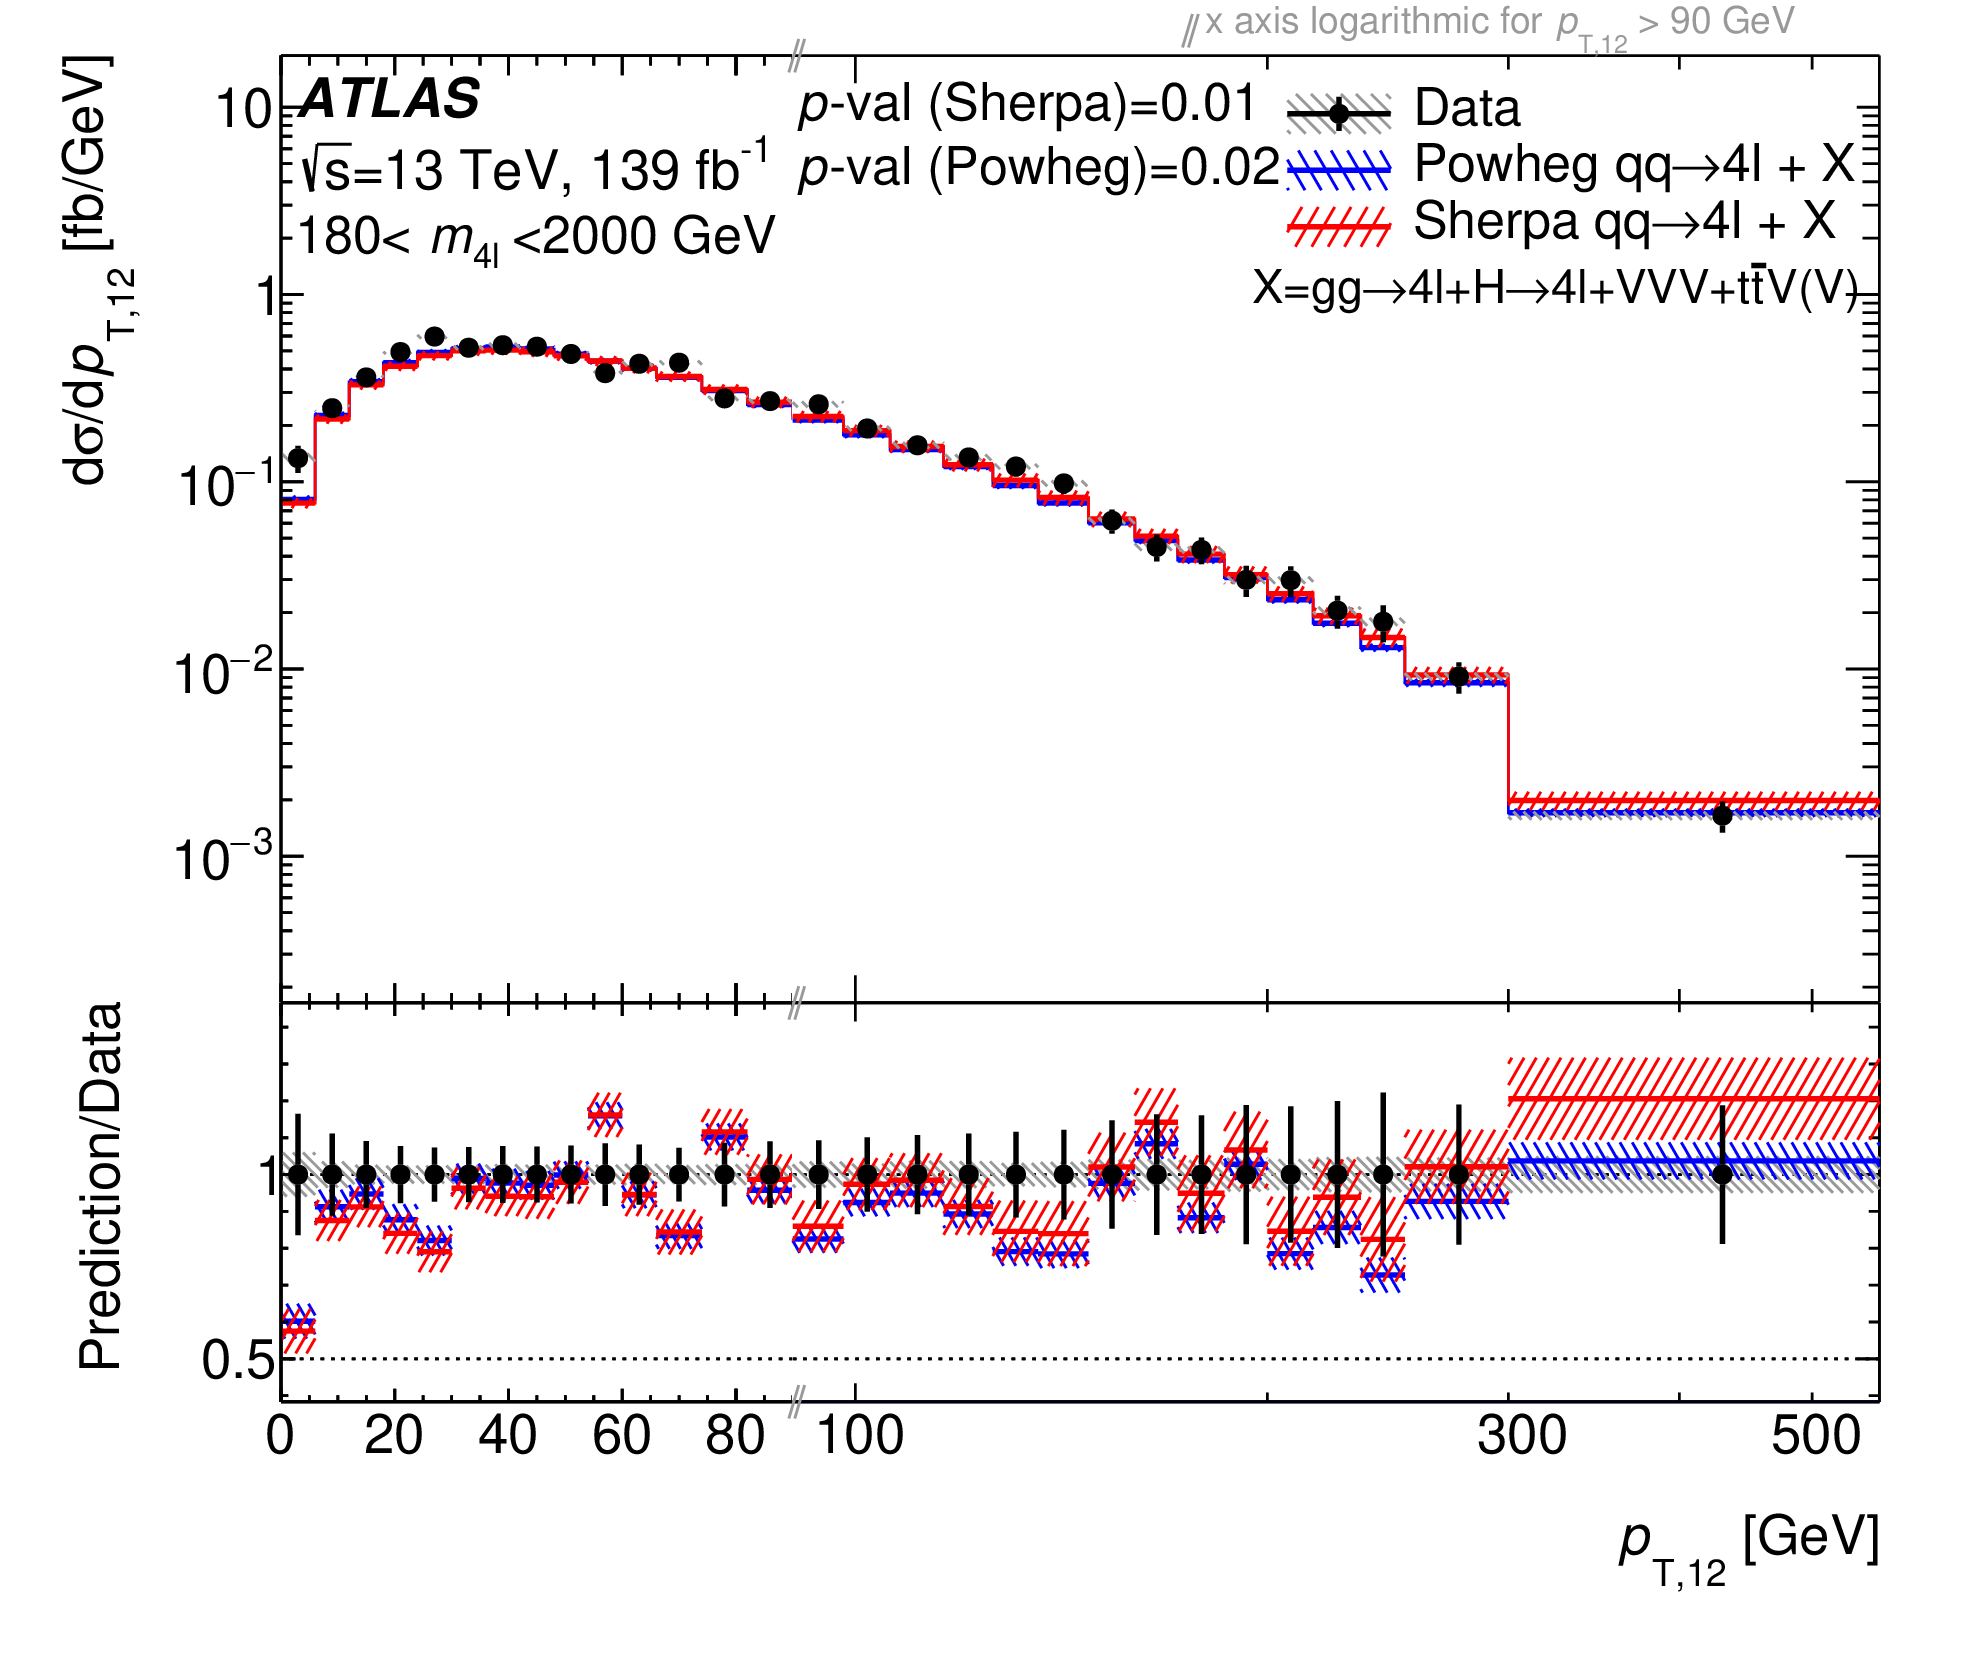 // x axis logarithmic for p_T,12 > 90 GeV
ATLAS
√s=13 TeV, 139 fb⁻¹
180< m_4l <2000 GeV
p-val (Sherpa)=0.01
p-val (Powheg)=0.02
Data
Powheg qq→4l + X
Sherpa qq→4l + X
X=gg→4l+H→4l+VVV+tt̄V(V)
dσ/dp_T,12 [fb/GeV]
10
1
10⁻¹
10⁻²
10⁻³
Prediction/Data
1
0.5
0 20 40 60 80 100 300 500
p_T,12 [GeV]